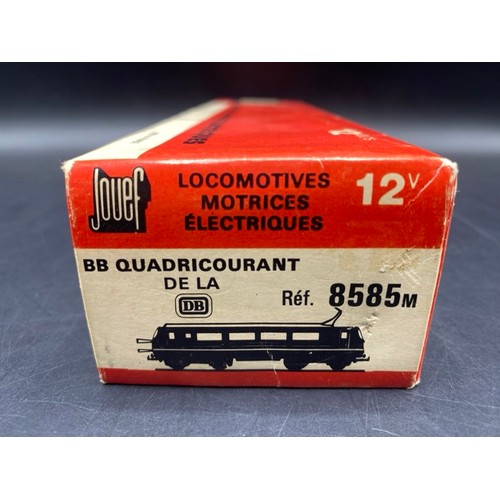 Jouef
LOCOMOTIVES
MOTRICES
ÉLECTRIQUES
12V
BB QUADRICOURANT
DE LA
DB
Réf. 8585M